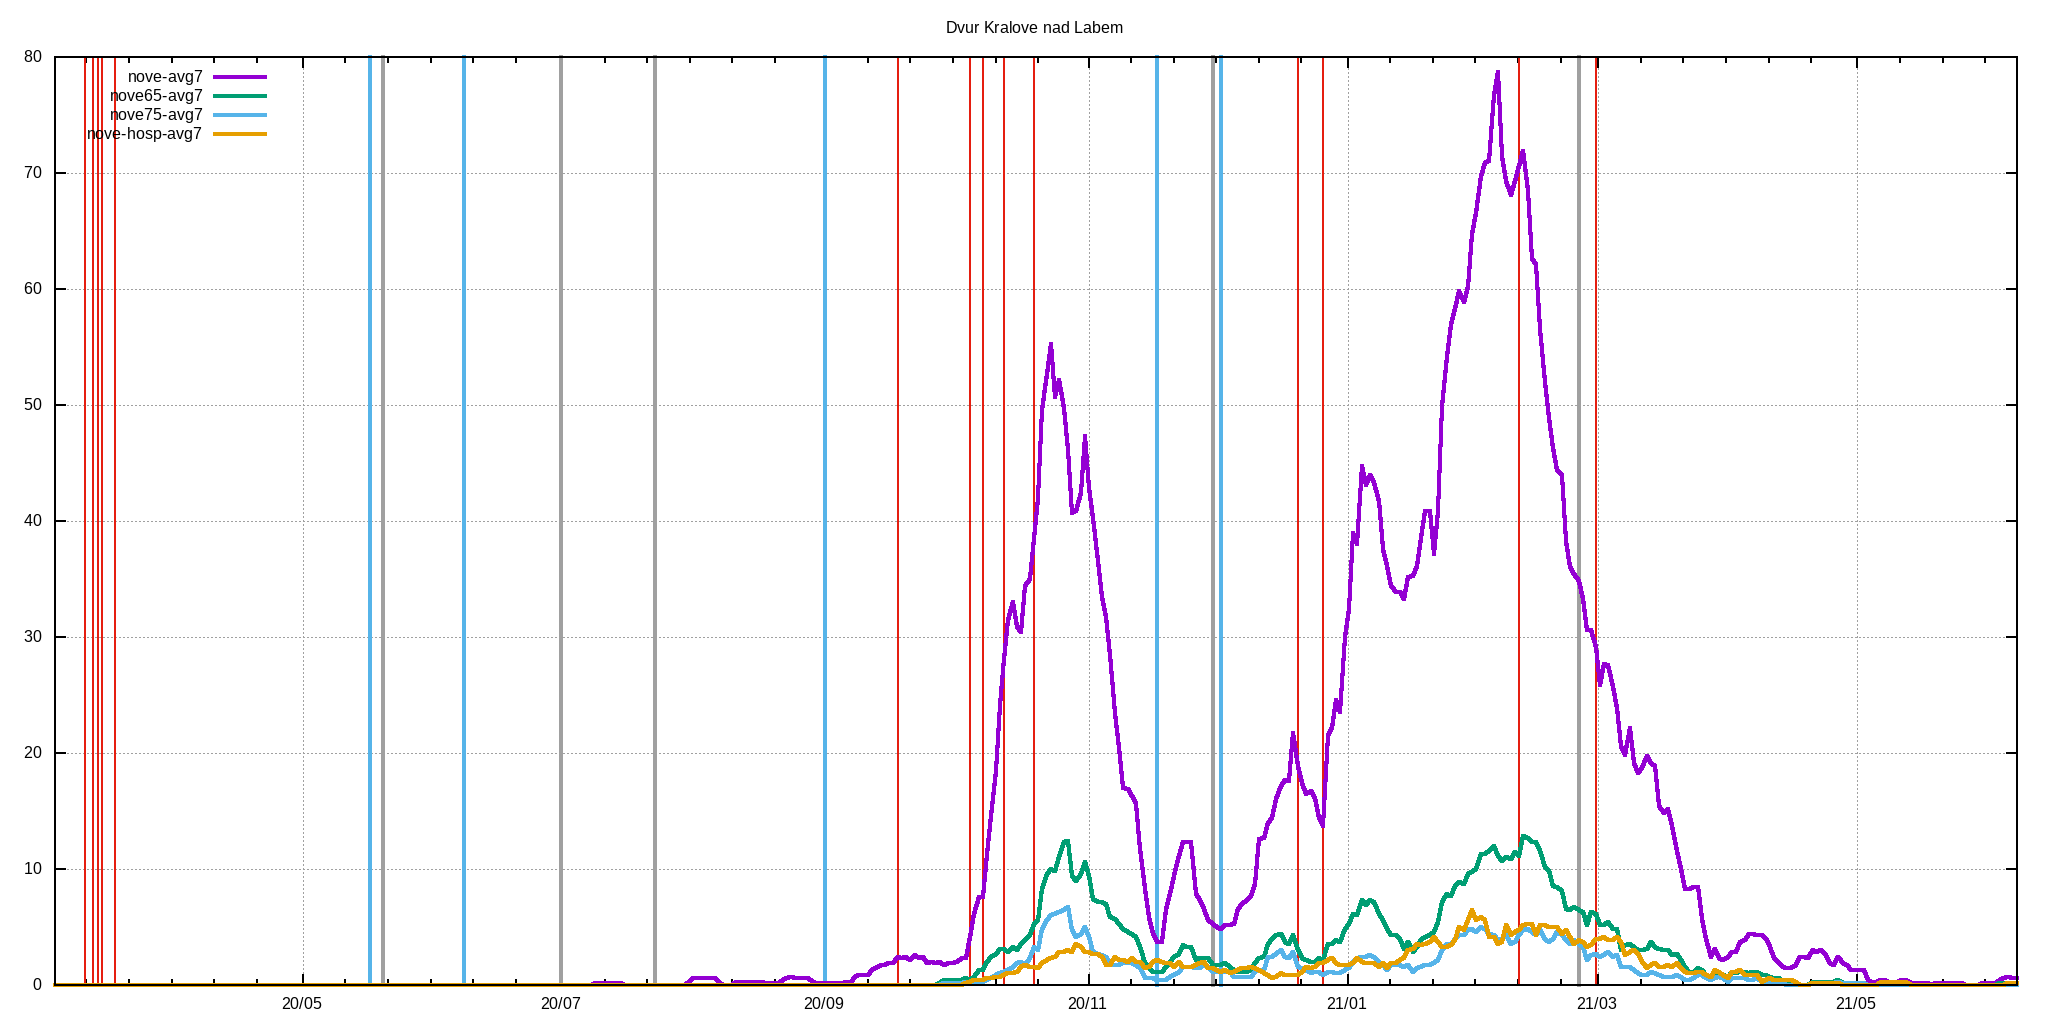 Dvur Kralove nad Labem
80
70
60
50
40
30
20
10
0
nove-avg7
nove65-avg7
nove75-avg7
nove-hosp-avg7
20/05 20/07 20/09 20/11 21/01 21/03 21/05